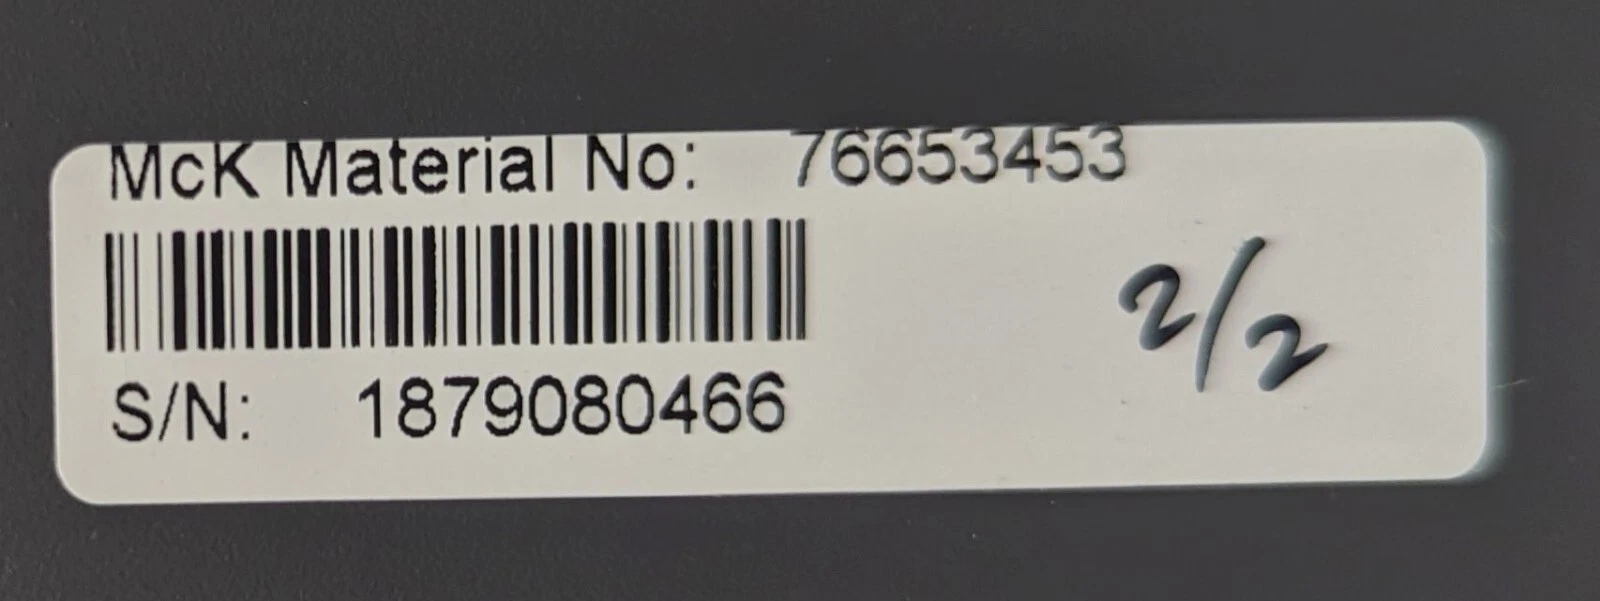 McK Material No: 76653453
2/2
S/N: 1879080466